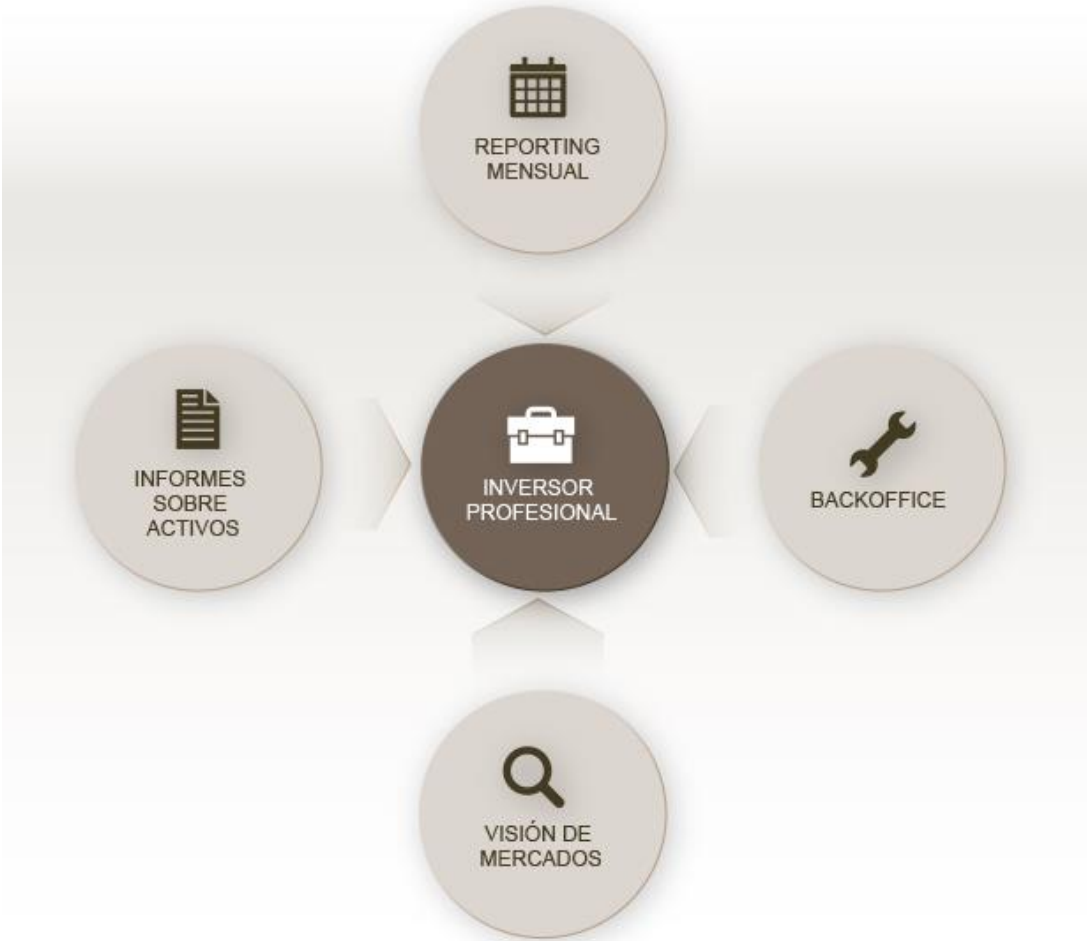 REPORTING
MENSUAL
INFORMES
SOBRE
ACTIVOS
INVERSOR
PROFESIONAL
BACKOFFICE
VISIÓN DE
MERCADOS